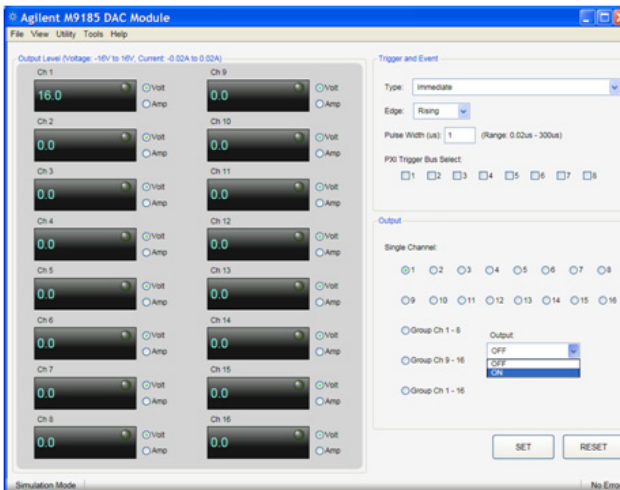 Agilent M9185 DAC Module
File View Utility Tools Help
Output Level (Voltage: -16V to 16V, Current: -0.02A to 0.02A)
Ch 1
16.0
Volt
Amp
Ch 2
0.0
Volt
Amp
Ch 3
0.0
Volt
Amp
Ch 4
0.0
Volt
Amp
Ch 5
0.0
Volt
Amp
Ch 6
0.0
Volt
Amp
Ch 7
0.0
Volt
Amp
Ch 8
0.0
Volt
Amp
Ch 9
0.0
Volt
Amp
Ch 10
0.0
Volt
Amp
Ch 11
0.0
Volt
Amp
Ch 12
0.0
Volt
Amp
Ch 13
0.0
Volt
Amp
Ch 14
0.0
Volt
Amp
Ch 15
0.0
Volt
Amp
Ch 16
0.0
Volt
Amp
Trigger and Event
Type: Immediate
Edge: Rising
Pulse Width (us): 1 (Range: 0.02us - 300us)
PXI Trigger Bus Select:
1 2 3 4 5 6 7 8
Output
Single Channel:
1 2 3 4 5 6 7 8
9 10 11 12 13 14 15 16
Group Ch 1 - 8
Group Ch 9 - 16
Group Ch 1 - 16
Output:
OFF
OFF
ON
SET RESET
Simulation Mode No Error